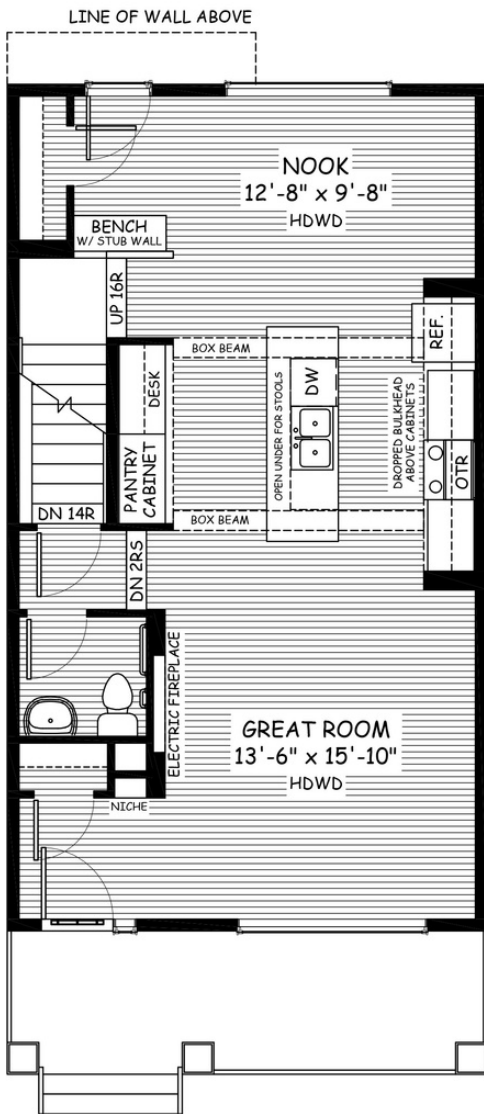 LINE OF WALL ABOVE
NOOK
12'-8" x 9'-8"
HDWD
BENCH
W/ STUB WALL
UP 16R
REF.
BOX BEAM
DESK
DW
OPEN UNDER FOR STOOLS
DROPPED BULKHEAD
ABOVE CABINETS
PANTRY
CABINET
OTR
DN 14R
BOX BEAM
DN 2RS
ELECTRIC FIREPLACE
GREAT ROOM
13'-6" x 15'-10"
HDWD
NICHE